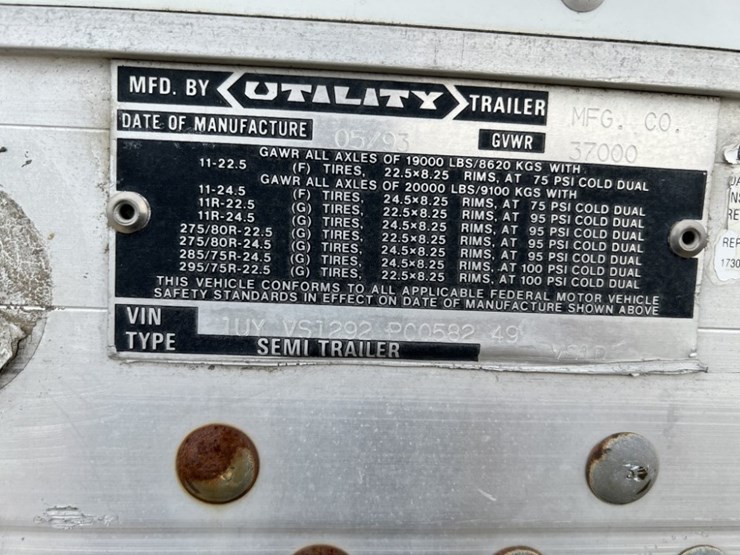 MFD. BY UTILITY TRAILER MFG. CO.
DATE OF MANUFACTURE 05/93 GVWR 37000
GAWR ALL AXLES OF 19000 LBS/8620 KGS WITH
11-22.5 (F) TIRES, 22.5×8.25 RIMS, AT 75 PSI COLD DUAL
GAWR ALL AXLES OF 20000 LBS/9100 KGS WITH
11-24.5 (F) TIRES, 24.5×8.25 RIMS, AT 75 PSI COLD DUAL
11R-22.5 (G) TIRES, 22.5×8.25 RIMS, AT 95 PSI COLD DUAL
11R-24.5 (G) TIRES, 24.5×8.25 RIMS, AT 95 PSI COLD DUAL
275/80R-22.5 (G) TIRES, 22.5×8.25 RIMS, AT 95 PSI COLD DUAL
275/80R-24.5 (G) TIRES, 24.5×8.25 RIMS, AT 95 PSI COLD DUAL
285/75R-24.5 (G) TIRES, 24.5×8.25 RIMS, AT 100 PSI COLD DUAL
295/75R-22.5 (G) TIRES, 22.5×8.25 RIMS, AT 100 PSI COLD DUAL
THIS VEHICLE CONFORMS TO ALL APPLICABLE FEDERAL MOTOR VEHICLE
SAFETY STANDARDS IN EFFECT ON DATE OF MANUFACTURE SHOWN ABOVE
VIN 1UY VS1292 PC0582 49
TYPE SEMI TRAILER
REP
1730